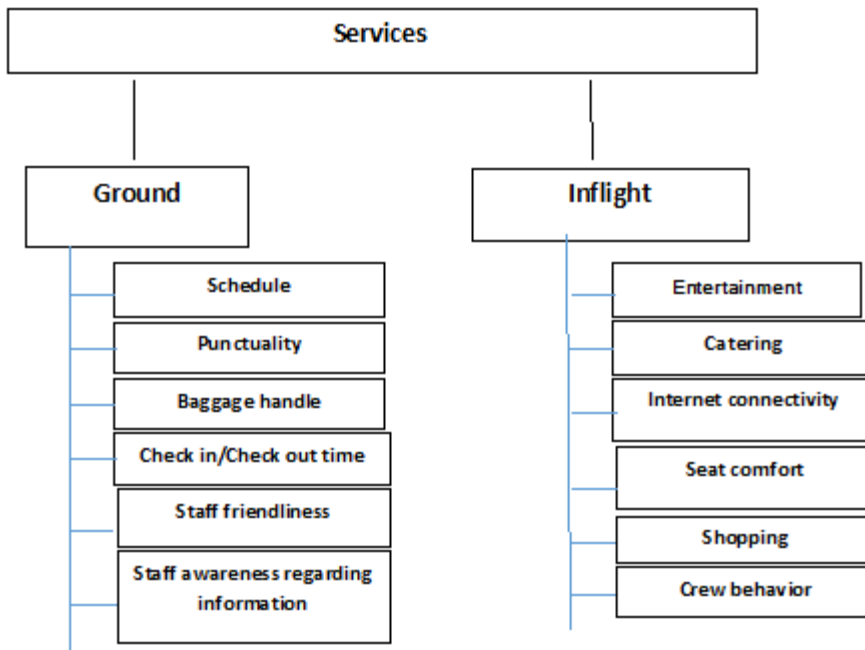 Services
Ground
Schedule
Punctuality
Baggage handle
Check in/Check out time
Staff friendliness
Staff awareness regarding
information
Inflight
Entertainment
Catering
Internet connectivity
Seat comfort
Shopping
Crew behavior